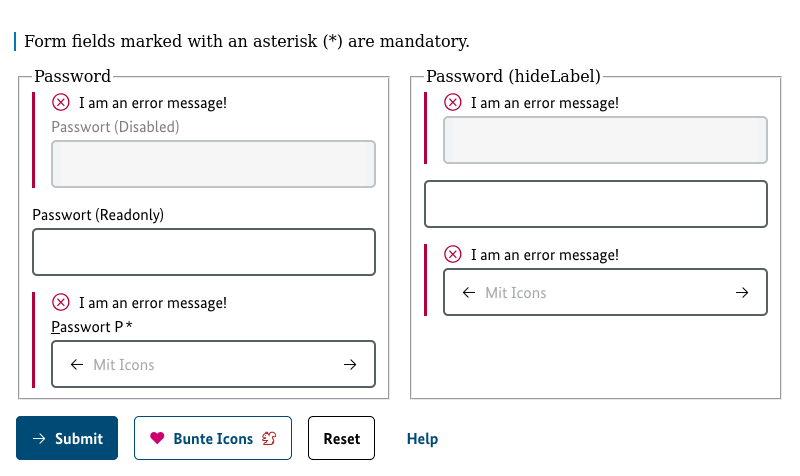 Form fields marked with an asterisk (*) are mandatory.
Password
I am an error message!
Passwort (Disabled)
Passwort (Readonly)
I am an error message!
Passwort P*
Mit Icons
Password (hideLabel)
I am an error message!
I am an error message!
Mit Icons
Submit
Bunte Icons
Reset
Help